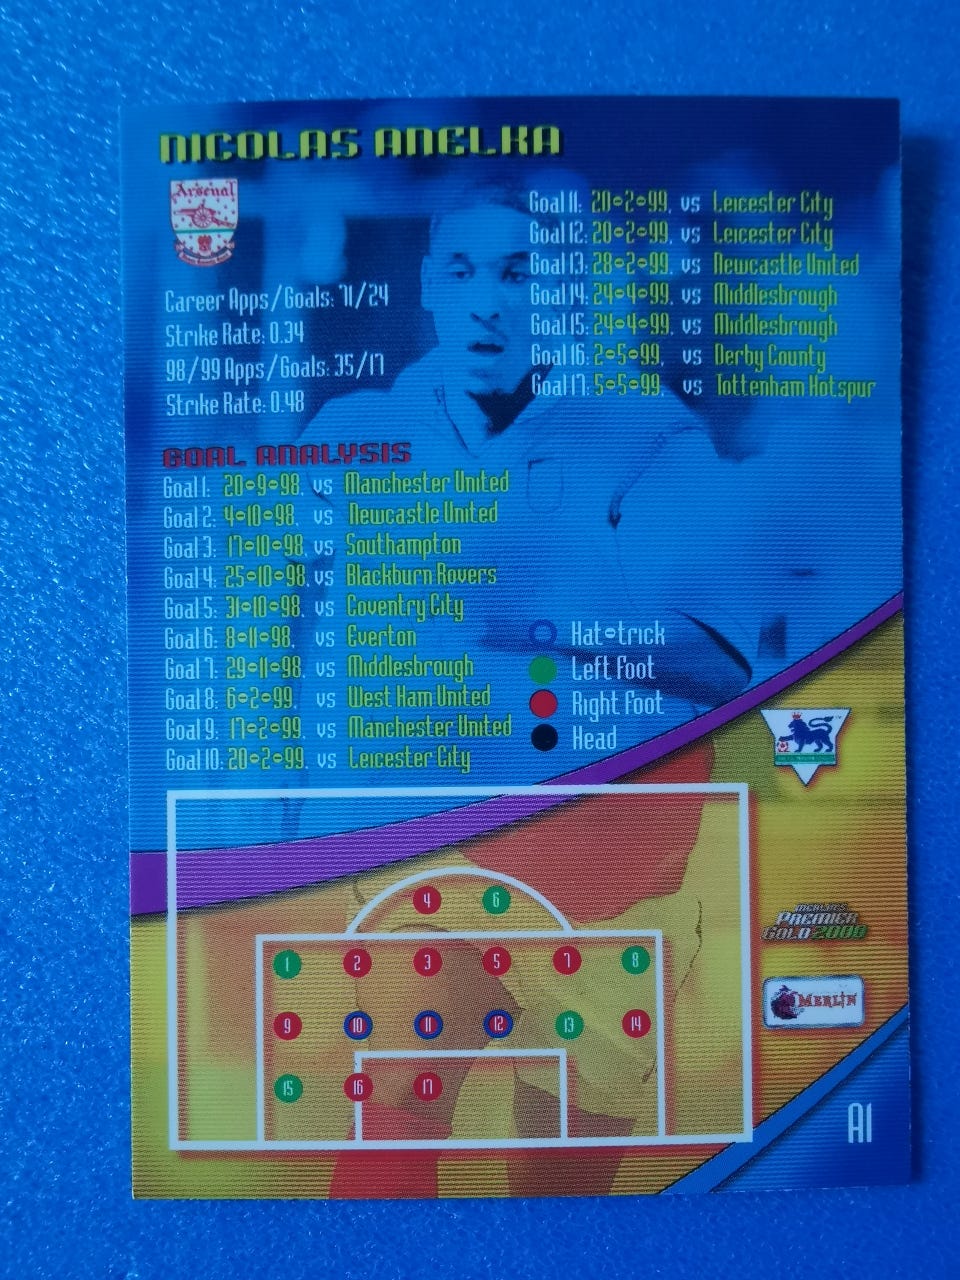 NICOLAS ANELKA
Arsenal
Career Apps/Goals: 71/24
Strike Rate: 0.34
98/99 Apps/Goals: 35/17
Strike Rate: 0.48
Goal 11: 20-2-99, vs Leicester City
Goal 12: 20-2-99, vs Leicester City
Goal 13: 28-2-99, vs Newcastle United
Goal 14: 24-4-99, vs Middlesbrough
Goal 15: 24-4-99, vs Middlesbrough
Goal 16: 2-5-99, vs Derby County
Goal 17: 5-5-99, vs Tottenham Hotspur
GOAL ANALYSIS
Goal 1: 20-9-98, vs Manchester United
Goal 2: 4-10-98, vs Newcastle United
Goal 3: 17-10-98, vs Southampton
Goal 4: 25-10-98, vs Blackburn Rovers
Goal 5: 31-10-98, vs Coventry City
Goal 6: 8-11-98, vs Everton
Goal 7: 29-11-98, vs Middlesbrough
Goal 8: 6-2-99, vs West Ham United
Goal 9: 17-2-99, vs Manchester United
Goal 10: 20-2-99, vs Leicester City
Hat-trick
Left Foot
Right Foot
Head
4 6
1 2 3 5 7 8
9 10 11 12 13 14
15 16 17
MERLIN'S
PREMIER
GOLD 2000
MERLIN
A1